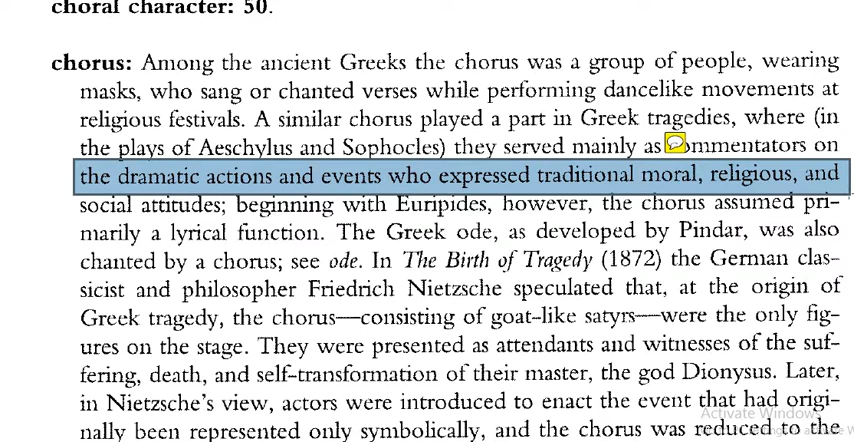 choral character: 50.
chorus: Among the ancient Greeks the chorus was a group of people, wearing
masks, who sang or chanted verses while performing dancelike movements at
religious festivals. A similar chorus played a part in Greek tragedies, where (in
the plays of Aeschylus and Sophocles) they served mainly as commentators on
the dramatic actions and events who expressed traditional moral, religious, and
social attitudes; beginning with Euripides, however, the chorus assumed pri-
marily a lyrical function. The Greek ode, as developed by Pindar, was also
chanted by a chorus; see ode. In The Birth of Tragedy (1872) the German clas-
sicist and philosopher Friedrich Nietzsche speculated that, at the origin of
Greek tragedy, the chorus—consisting of goat-like satyrs—were the only fig-
ures on the stage. They were presented as attendants and witnesses of the suf-
fering, death, and self-transformation of their master, the god Dionysus. Later,
in Nietzsche's view, actors were introduced to enact the event that had origi-
Activate Windows
nally been represented only symbolically, and the chorus was reduced to the